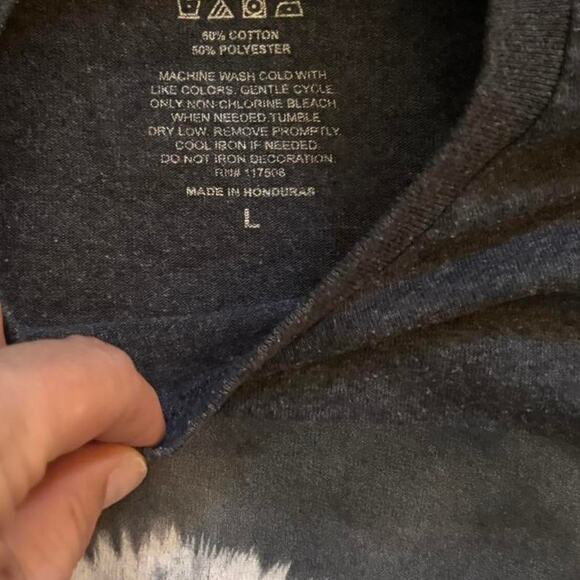 60% COTTON
50% POLYESTER
MACHINE WASH COLD WITH
LIKE COLORS. GENTLE CYCLE.
ONLY NON-CHLORINE BLEACH
WHEN NEEDED.TUMBLE
DRY LOW. REMOVE PROMPTLY.
COOL IRON IF NEEDED.
DO NOT IRON DECORATION.
RN# 117508
MADE IN HONDURAS
L